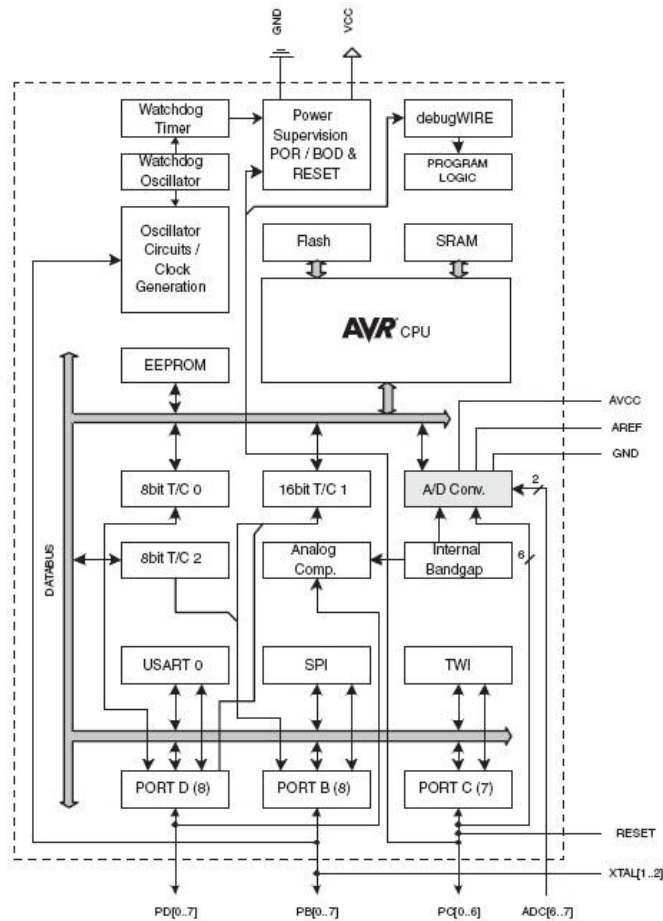 GND
VCC
Watchdog
Timer
Power
Supervision
POR / BOD &
RESET
debugWIRE
Watchdog
Oscillator
PROGRAM
LOGIC
Oscillator
Circuits /
Clock
Generation
Flash
SRAM
AVR CPU
EEPROM
AVCC
AREF
GND
8bit T/C 0
16bit T/C 1
A/D Conv.
2
8bit T/C 2
Analog
Comp.
Internal
Bandgap
6
DATABUS
USART 0
SPI
TWI
PORT D (8)
PORT B (8)
PORT C (7)
RESET
XTAL[1..2]
PD[0..7]
PB[0..7]
PC[0..6]
ADC[6..7]